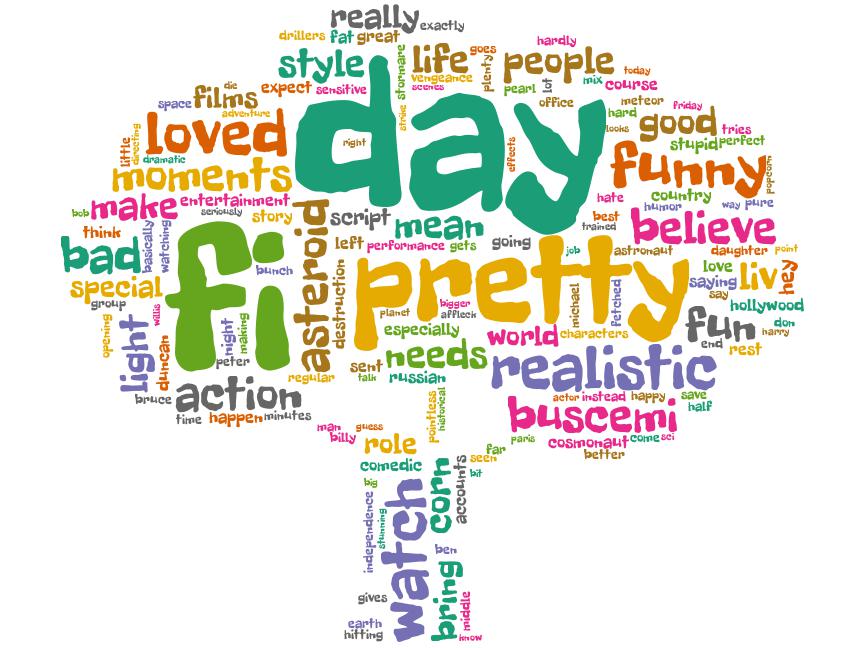 really
exactly
drillers
fat
great
hardly
style
stormare
life
goes
plenty
people
vengeance
scenes
mix
today
die
expect
sensitive
pearl
lot
course
space
films
adventure
office
meteor
friday
day
strike
hard
good
tries
little
directing
loved
right
effects
looks
stupid
perfect
dramatic
funny
popcorn
moments
make
entertainment
hate
country
bob
seriously
story
script
humor
way
pure
think
mean
best
trained
believe
bad
basically
watching
fi
asteroid
left
performance
gets
going
job
astronaut
daughter
point
bunch
destruction
pretty
love
special
saying
liv
hey
group
planet
bigger
affleck
michael
fetched
say
hollywood
opening
light
willis
night
making
especially
world
characters
fun
don
harry
duncan
peter
needs
end
rest
regular
sent
talk
russian
realistic
bruce
action
actor
instead
happy
save
half
time
happen
minutes
pointless
historical
buscemi
man
billy
guess
role
paris
cosmonaut
come
sci
far
better
comedic
seen
bit
big
watch
corn
accounts
independence
stunning
ben
bring
gives
middle
earth
hitting
know